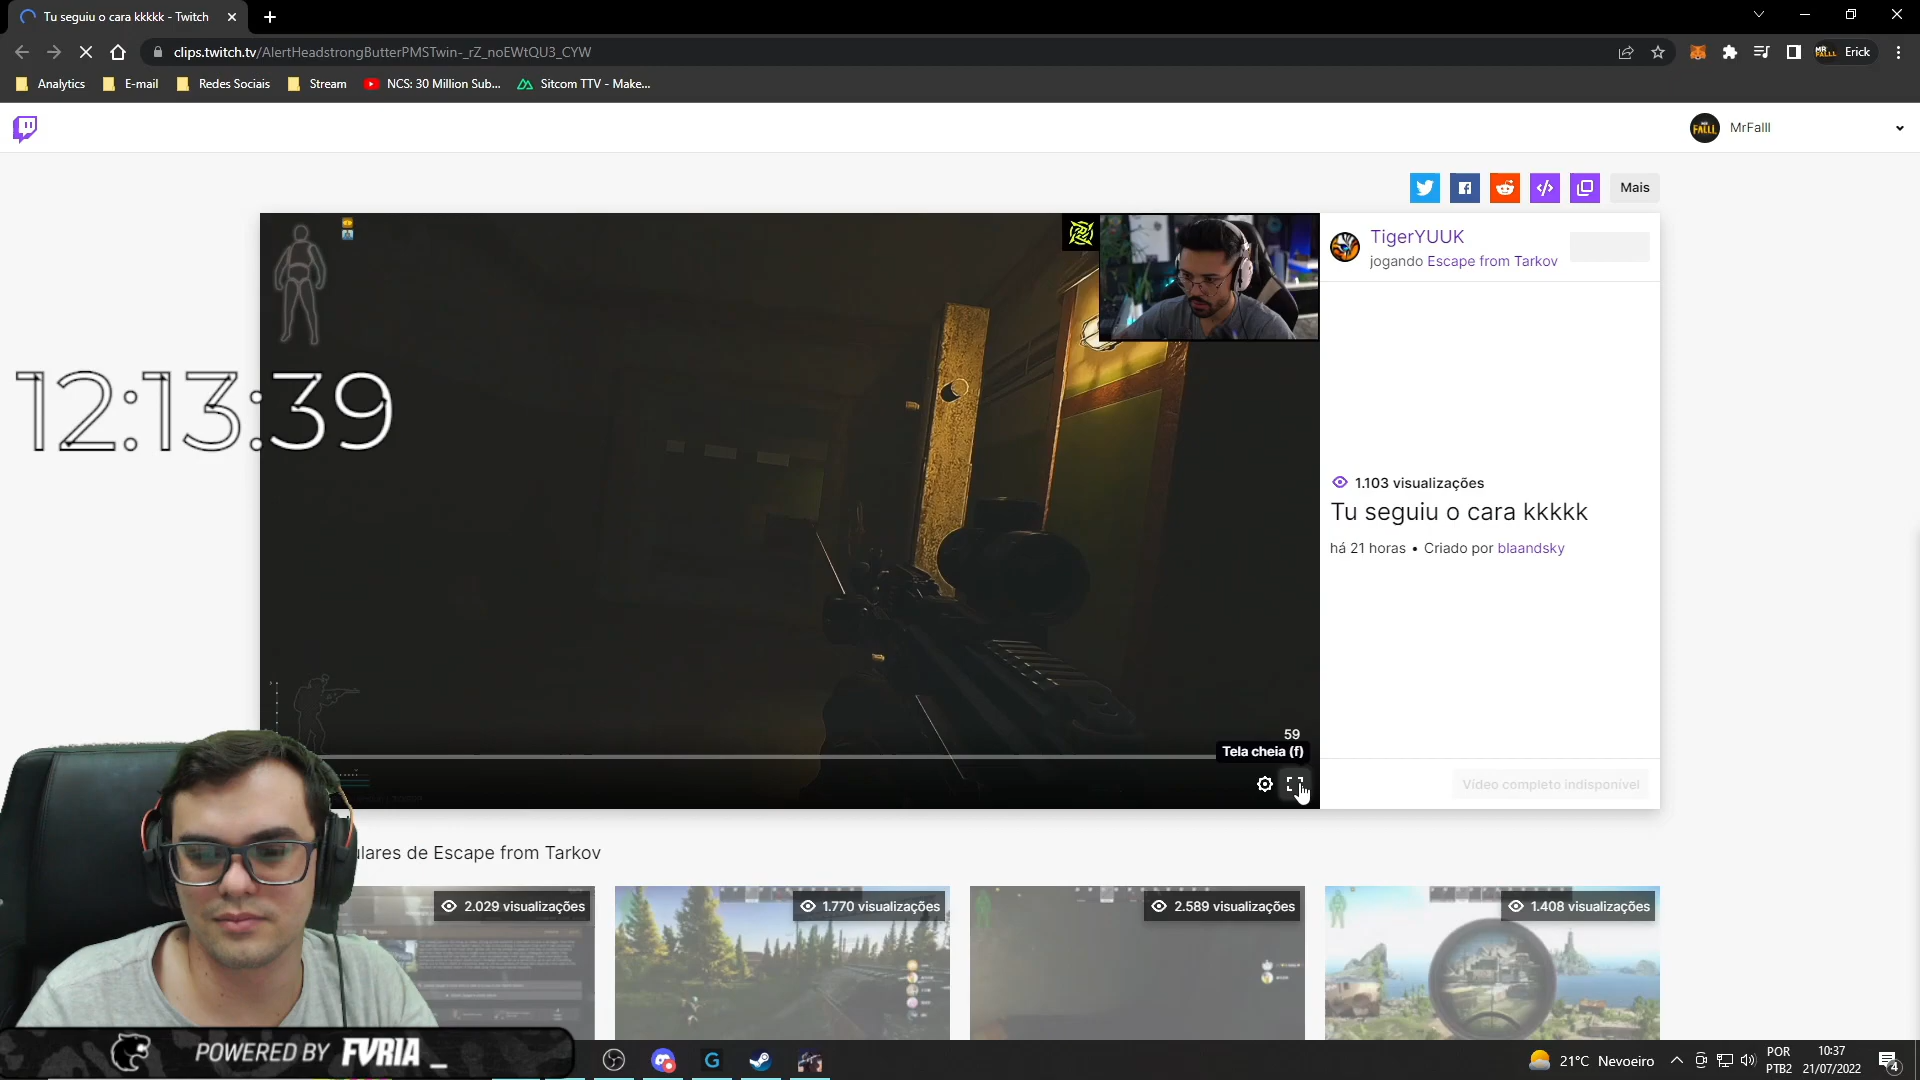 Tu seguiu o cara kkkkk - Twitch
clips.twitch.tv/AlertHeadstrongButterPMSTwin-_rZ_noEWtQU3_CYW
Erick
Analytics
E-mail
Redes Sociais
Stream
NCS: 30 Million Sub...
Sitcom TTV - Make...
FALLL
MrFalll
Mais
TigerYUUK
jogando Escape from Tarkov
12:13:39
1.103 visualizações
Tu seguiu o cara kkkkk
há 21 horas • Criado por blaandsky
59
Tela cheia (f)
Vídeo completo indisponível
lares de Escape from Tarkov
2.029 visualizações
1.770 visualizações
2.589 visualizações
1.408 visualizações
POWERED BY FVRIA _
G
21°C Nevoeiro
POR
PTB2
10:37
21/07/2022
4